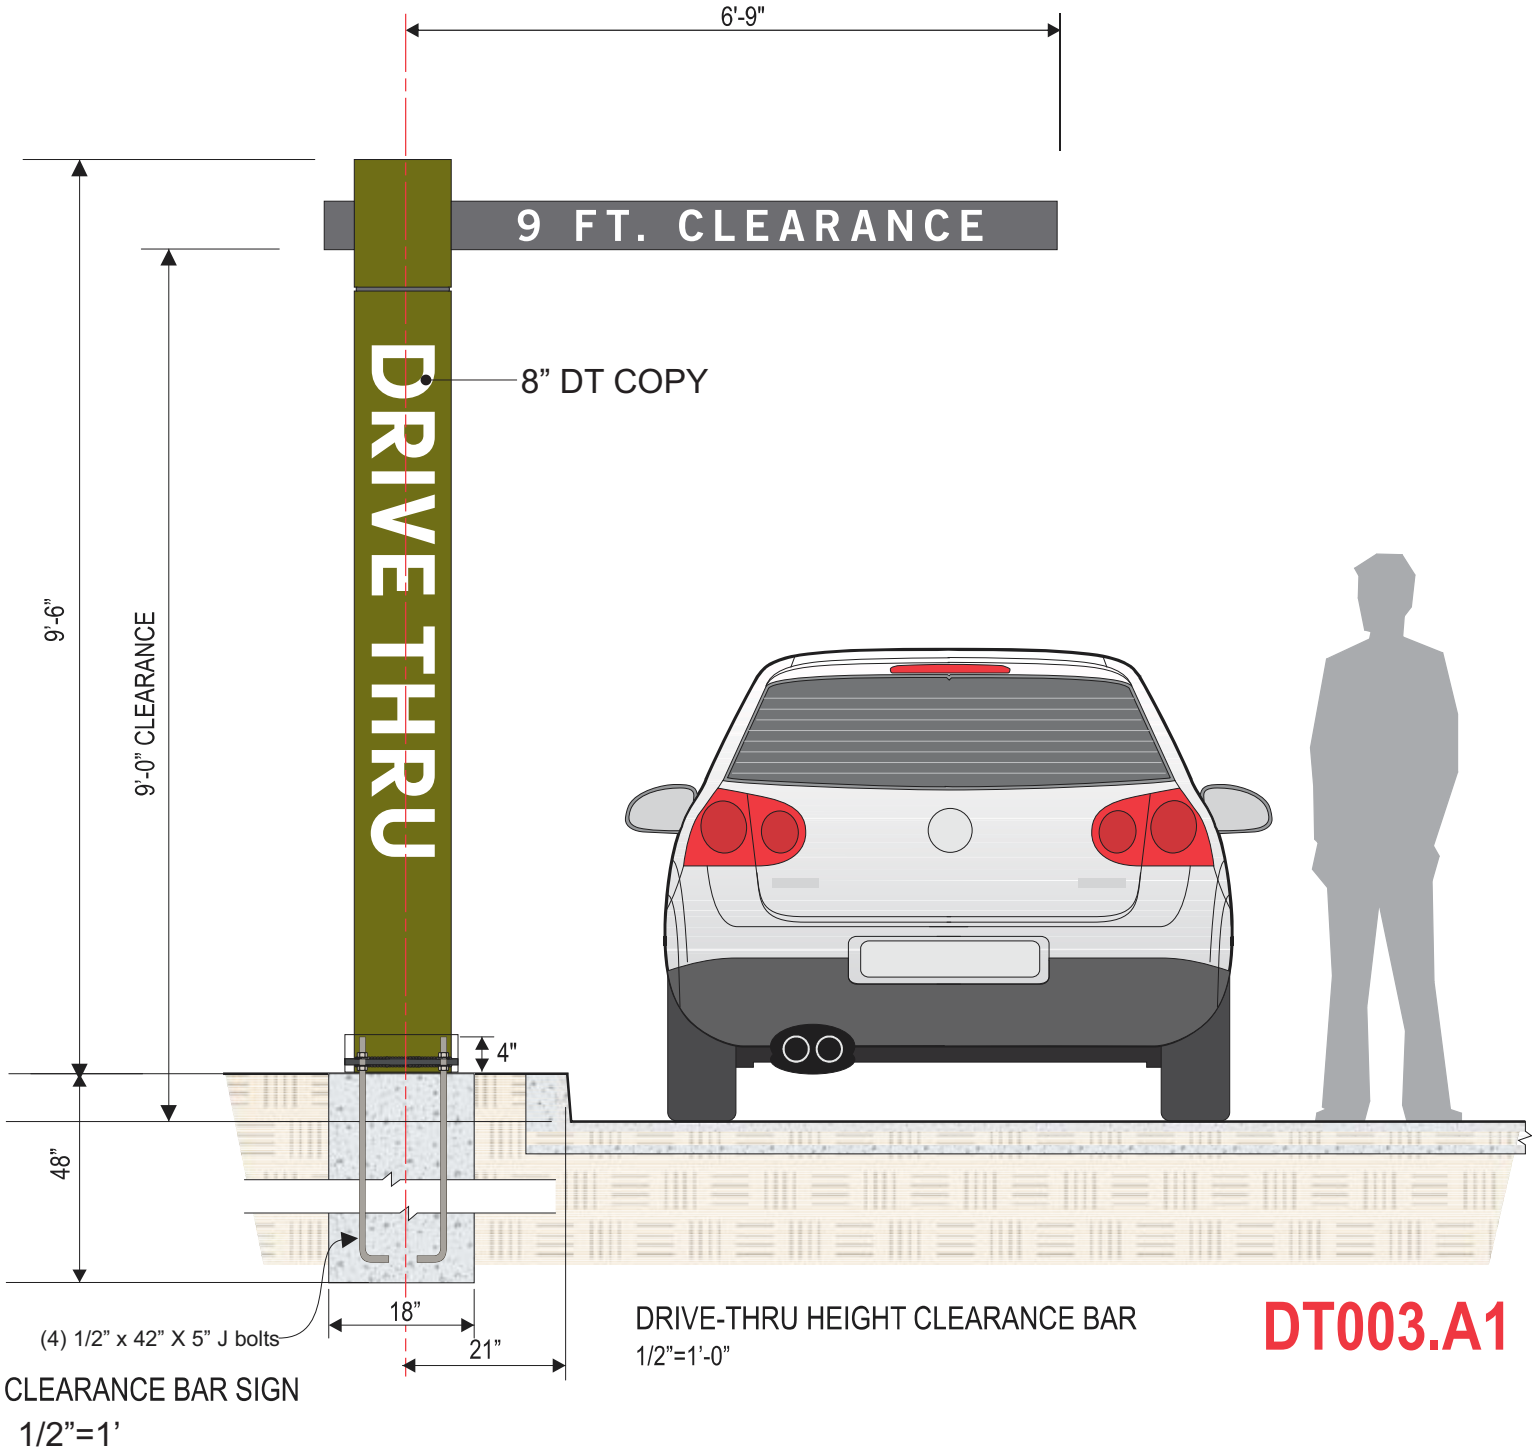 6'-9"
9 FT. CLEARANCE
DRIVE THRU
8” DT COPY
9’-6”
9’-0” CLEARANCE
4"
48”
18”
21”
(4) 1/2” x 42” X 5” J bolts
DRIVE-THRU HEIGHT CLEARANCE BAR
1/2”=1’-0”
DT003.A1
CLEARANCE BAR SIGN
1/2”=1’